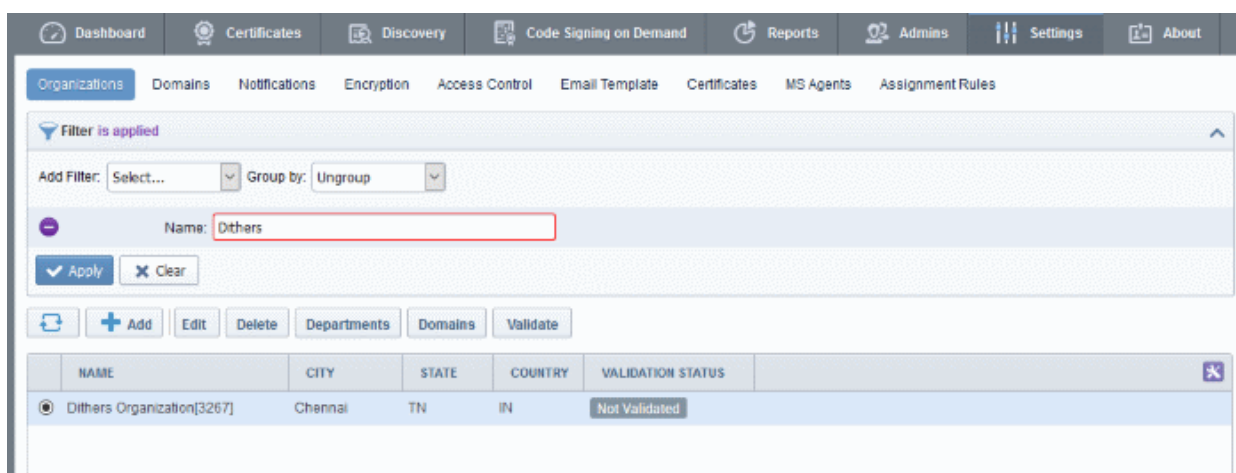 Dashboard Certificates Discovery Code Signing on Demand Reports Admins Settings About
Organizations Domains Notifications Encryption Access Control Email Template Certificates MS Agents Assignment Rules
Filter is applied
Add Filter: Select... Group by: Ungroup
Name: Dithers
Apply Clear
Add Edit Delete Departments Domains Validate
NAME CITY STATE COUNTRY VALIDATION STATUS
Dithers Organization[3267] Chennai TN IN Not Validated